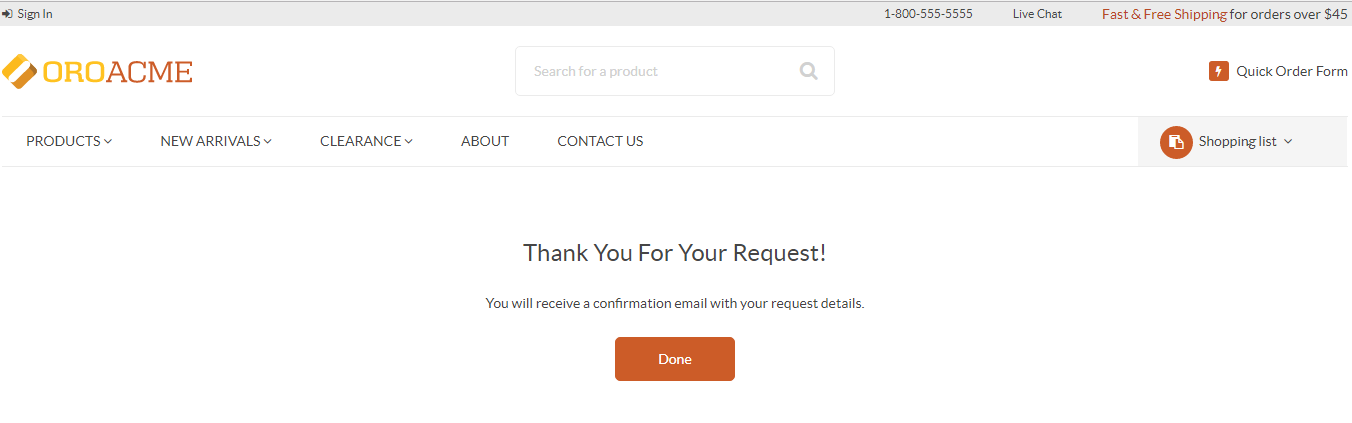 Sign In 1-800-555-5555 Live Chat Fast & Free Shipping for orders over $45
OROACME Search for a product Quick Order Form
PRODUCTS NEW ARRIVALS CLEARANCE ABOUT CONTACT US Shopping list
Thank You For Your Request!
You will receive a confirmation email with your request details.
Done